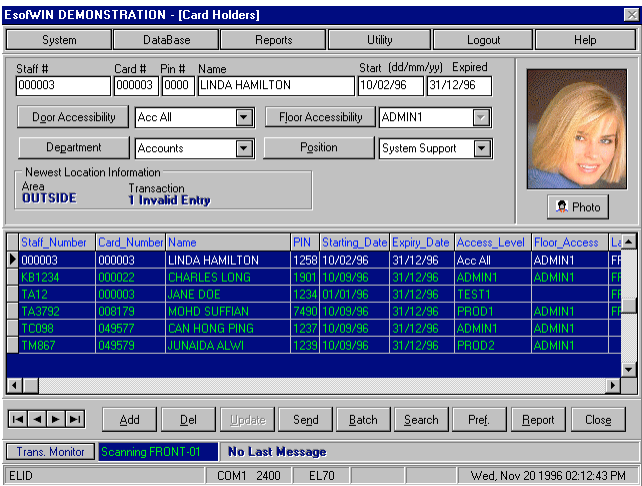 EsofWIN DEMONSTRATION - [Card Holders]
System DataBase Reports Utility Logout Help
Staff # Card # Pin # Name Start (dd/mm/yy) Expired
000003 000003 0000 LINDA HAMILTON 10/02/96 31/12/96
Door Accessibility Acc All Floor Accessibility ADMIN1
Department Accounts Position System Support
Newest Location Information
Area Transaction
OUTSIDE 1 Invalid Entry
Photo
Staff_Number Card_Number Name PIN Starting_Date Expiry_Date Access_Level Floor_Access La
000003 000003 LINDA HAMILTON 1258 10/02/96 31/12/96 Acc All ADMIN1 FF
KB1234 000022 CHARLES LONG 1901 10/09/96 31/12/96 ADMIN1 ADMIN1 FF
TA12 000003 JANE DOE 1234 01/01/96 31/12/96 TEST1 FF
TA3792 008179 MOHD SUFFIAN 7490 10/09/96 31/12/96 PROD1 ADMIN1 FF
TC098 049577 CAN HONG PING 1237 10/09/96 31/12/96 ADMIN1 ADMIN1
TM867 049579 JUNAIDA ALWI 1239 10/09/96 31/12/96 PROD2 ADMIN1
Add Del Update Send Batch Search Pref. Report Close
Trans. Monitor Scanning FRONT-01 No Last Message
ELID COM1 2400 EL70 Wed, Nov 20 1996 02:12:43 PM